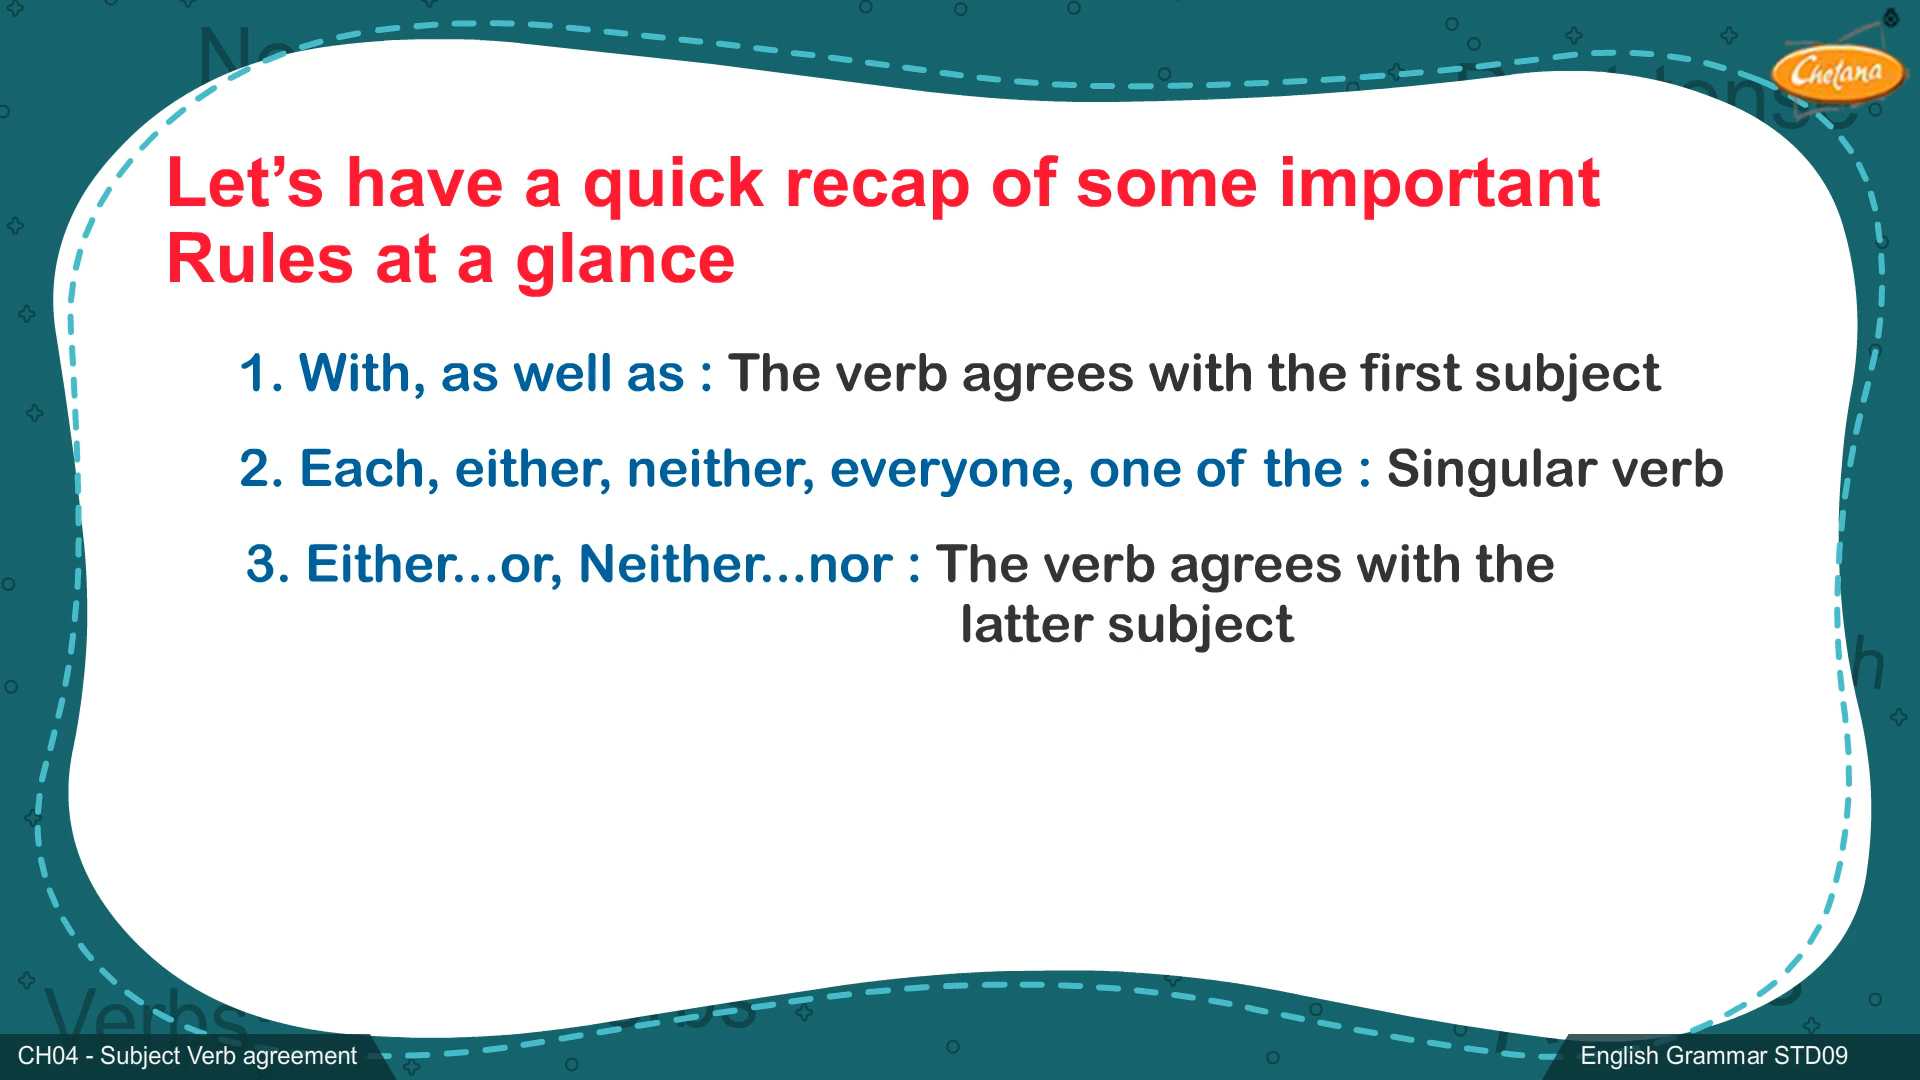 Chetana
Let’s have a quick recap of some important
Rules at a glance
1. With, as well as : The verb agrees with the first subject
2. Each, either, neither, everyone, one of the : Singular verb
3. Either...or, Neither...nor : The verb agrees with the
latter subject
Verbs
CH04 - Subject Verb agreement
English Grammar STD09